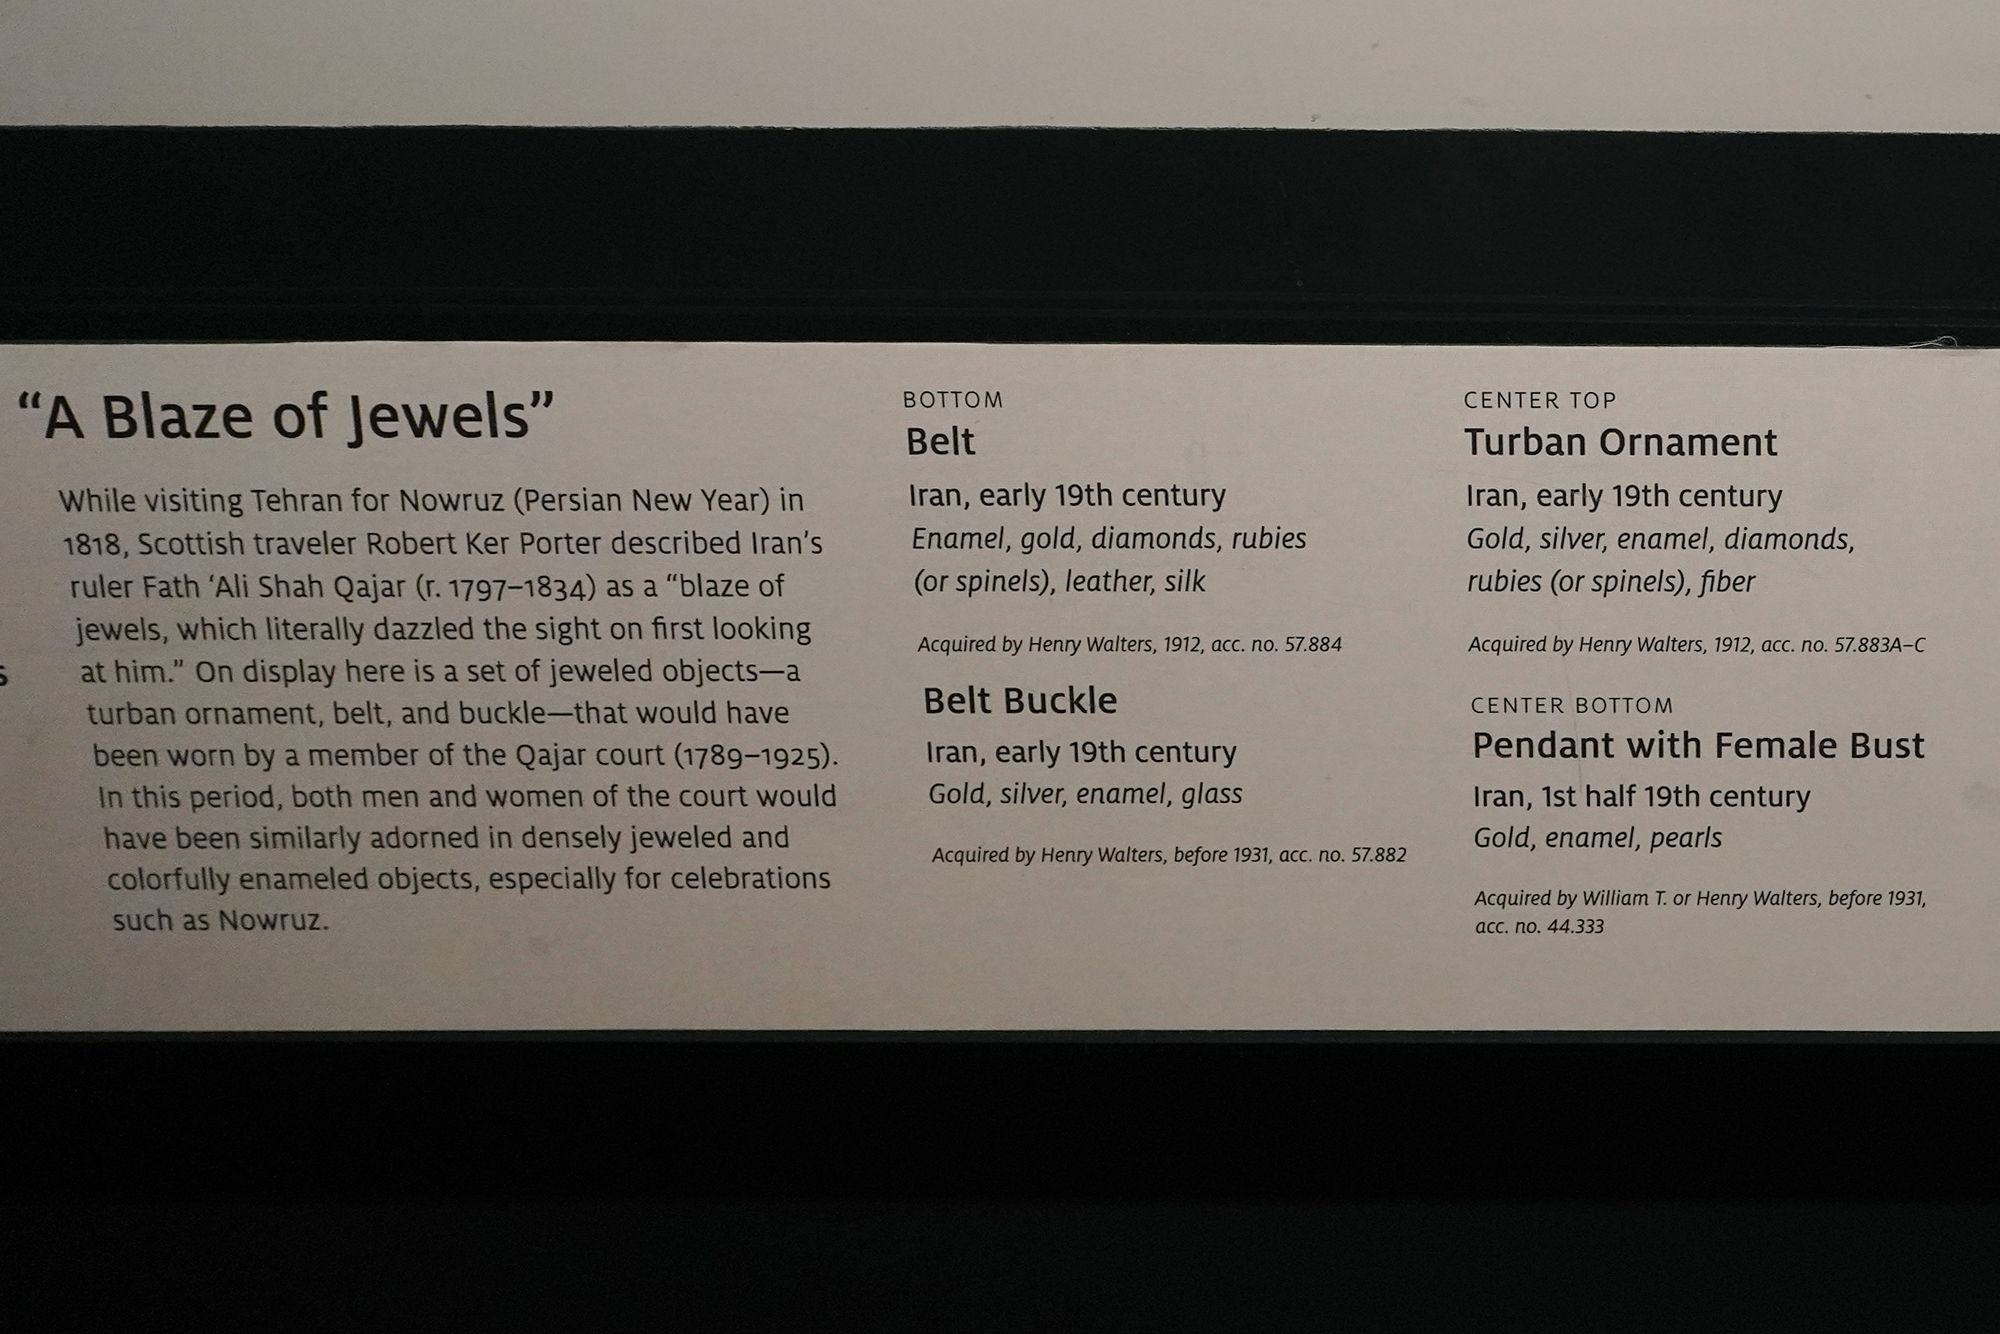 “A Blaze of Jewels”
While visiting Tehran for Nowruz (Persian New Year) in
1818, Scottish traveler Robert Ker Porter described Iran’s
ruler Fath ‘Ali Shah Qajar (r. 1797–1834) as a “blaze of
jewels, which literally dazzled the sight on first looking
at him.” On display here is a set of jeweled objects—a
turban ornament, belt, and buckle—that would have
been worn by a member of the Qajar court (1789–1925).
In this period, both men and women of the court would
have been similarly adorned in densely jeweled and
colorfully enameled objects, especially for celebrations
such as Nowruz.
BOTTOM
Belt
Iran, early 19th century
Enamel, gold, diamonds, rubies
(or spinels), leather, silk
Acquired by Henry Walters, 1912, acc. no. 57.884
Belt Buckle
Iran, early 19th century
Gold, silver, enamel, glass
Acquired by Henry Walters, before 1931, acc. no. 57.882
CENTER TOP
Turban Ornament
Iran, early 19th century
Gold, silver, enamel, diamonds,
rubies (or spinels), fiber
Acquired by Henry Walters, 1912, acc. no. 57.883A–C
CENTER BOTTOM
Pendant with Female Bust
Iran, 1st half 19th century
Gold, enamel, pearls
Acquired by William T. or Henry Walters, before 1931,
acc. no. 44.333